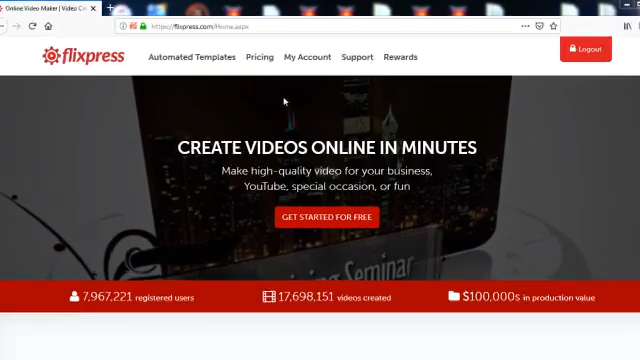 Online Video Maker | Video Cre
https://flixpress.com/Home.aspx
flixpress
Automated Templates Pricing My Account Support Rewards
Logout
CREATE VIDEOS ONLINE IN MINUTES
Make high-quality video for your business,
YouTube, special occasion, or fun
GET STARTED FOR FREE
Seminar
7,967,221 registered users
17,698,151 videos created
$100,000s in production value